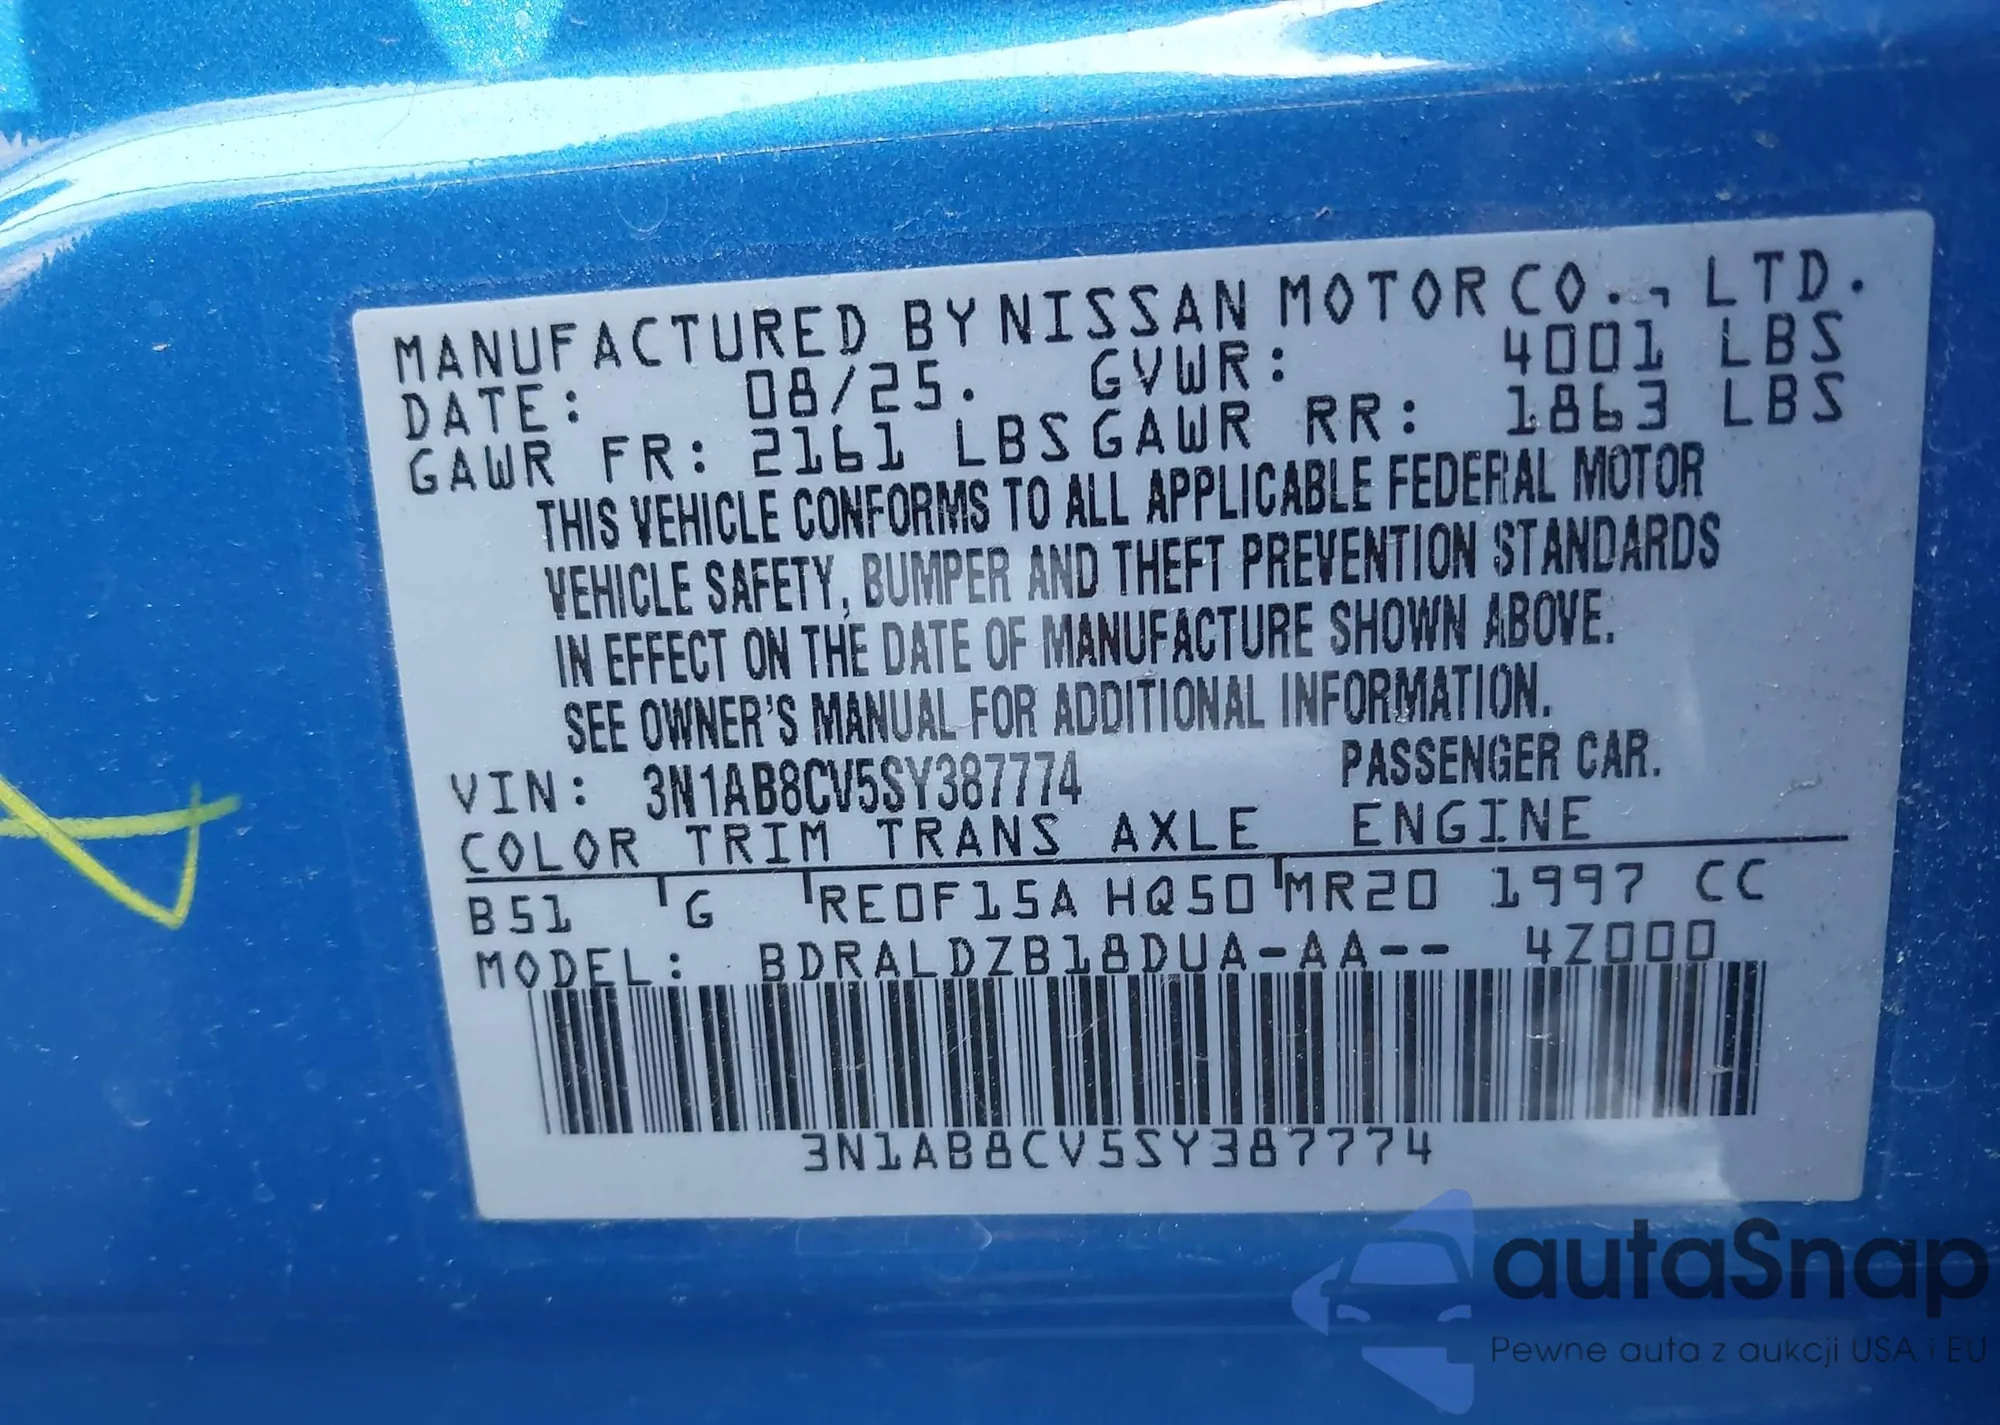 MANUFACTURED BY NISSAN MOTOR CO., LTD.
DATE: 08/25. GVWR: 4001 LBS
GAWR FR: 2161 LBS GAWR RR: 1863 LBS
THIS VEHICLE CONFORMS TO ALL APPLICABLE FEDERAL MOTOR
VEHICLE SAFETY, BUMPER AND THEFT PREVENTION STANDARDS
IN EFFECT ON THE DATE OF MANUFACTURE SHOWN ABOVE.
SEE OWNER'S MANUAL FOR ADDITIONAL INFORMATION.
VIN: 3N1AB8CV5SY387774 PASSENGER CAR.
COLOR TRIM TRANS AXLE ENGINE
B51 G RE0F15A HQ50 MR20 1997 CC
MODEL: BDRALDZB18DUA-AA-- 4Z000
3N1AB8CV5SY387774
autaSnap
Pewne auta z aukcji USA i EU